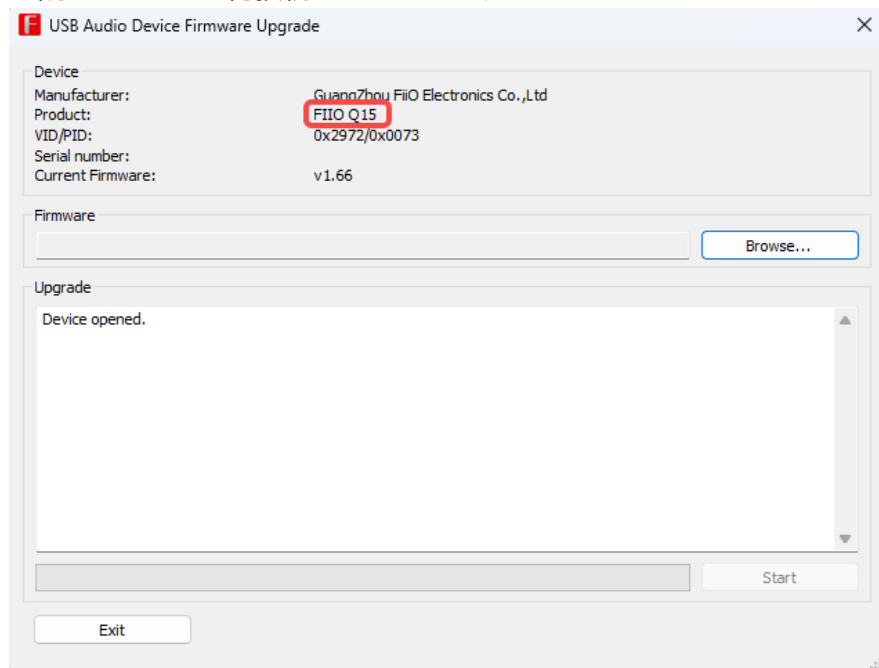 USB Audio Device Firmware Upgrade
Device
Manufacturer: GuangZhou FiiO Electronics Co.,Ltd
Product: FIIO Q15
VID/PID: 0x2972/0x0073
Serial number:
Current Firmware: v1.66
Firmware
Browse...
Upgrade
Device opened.
Start
Exit